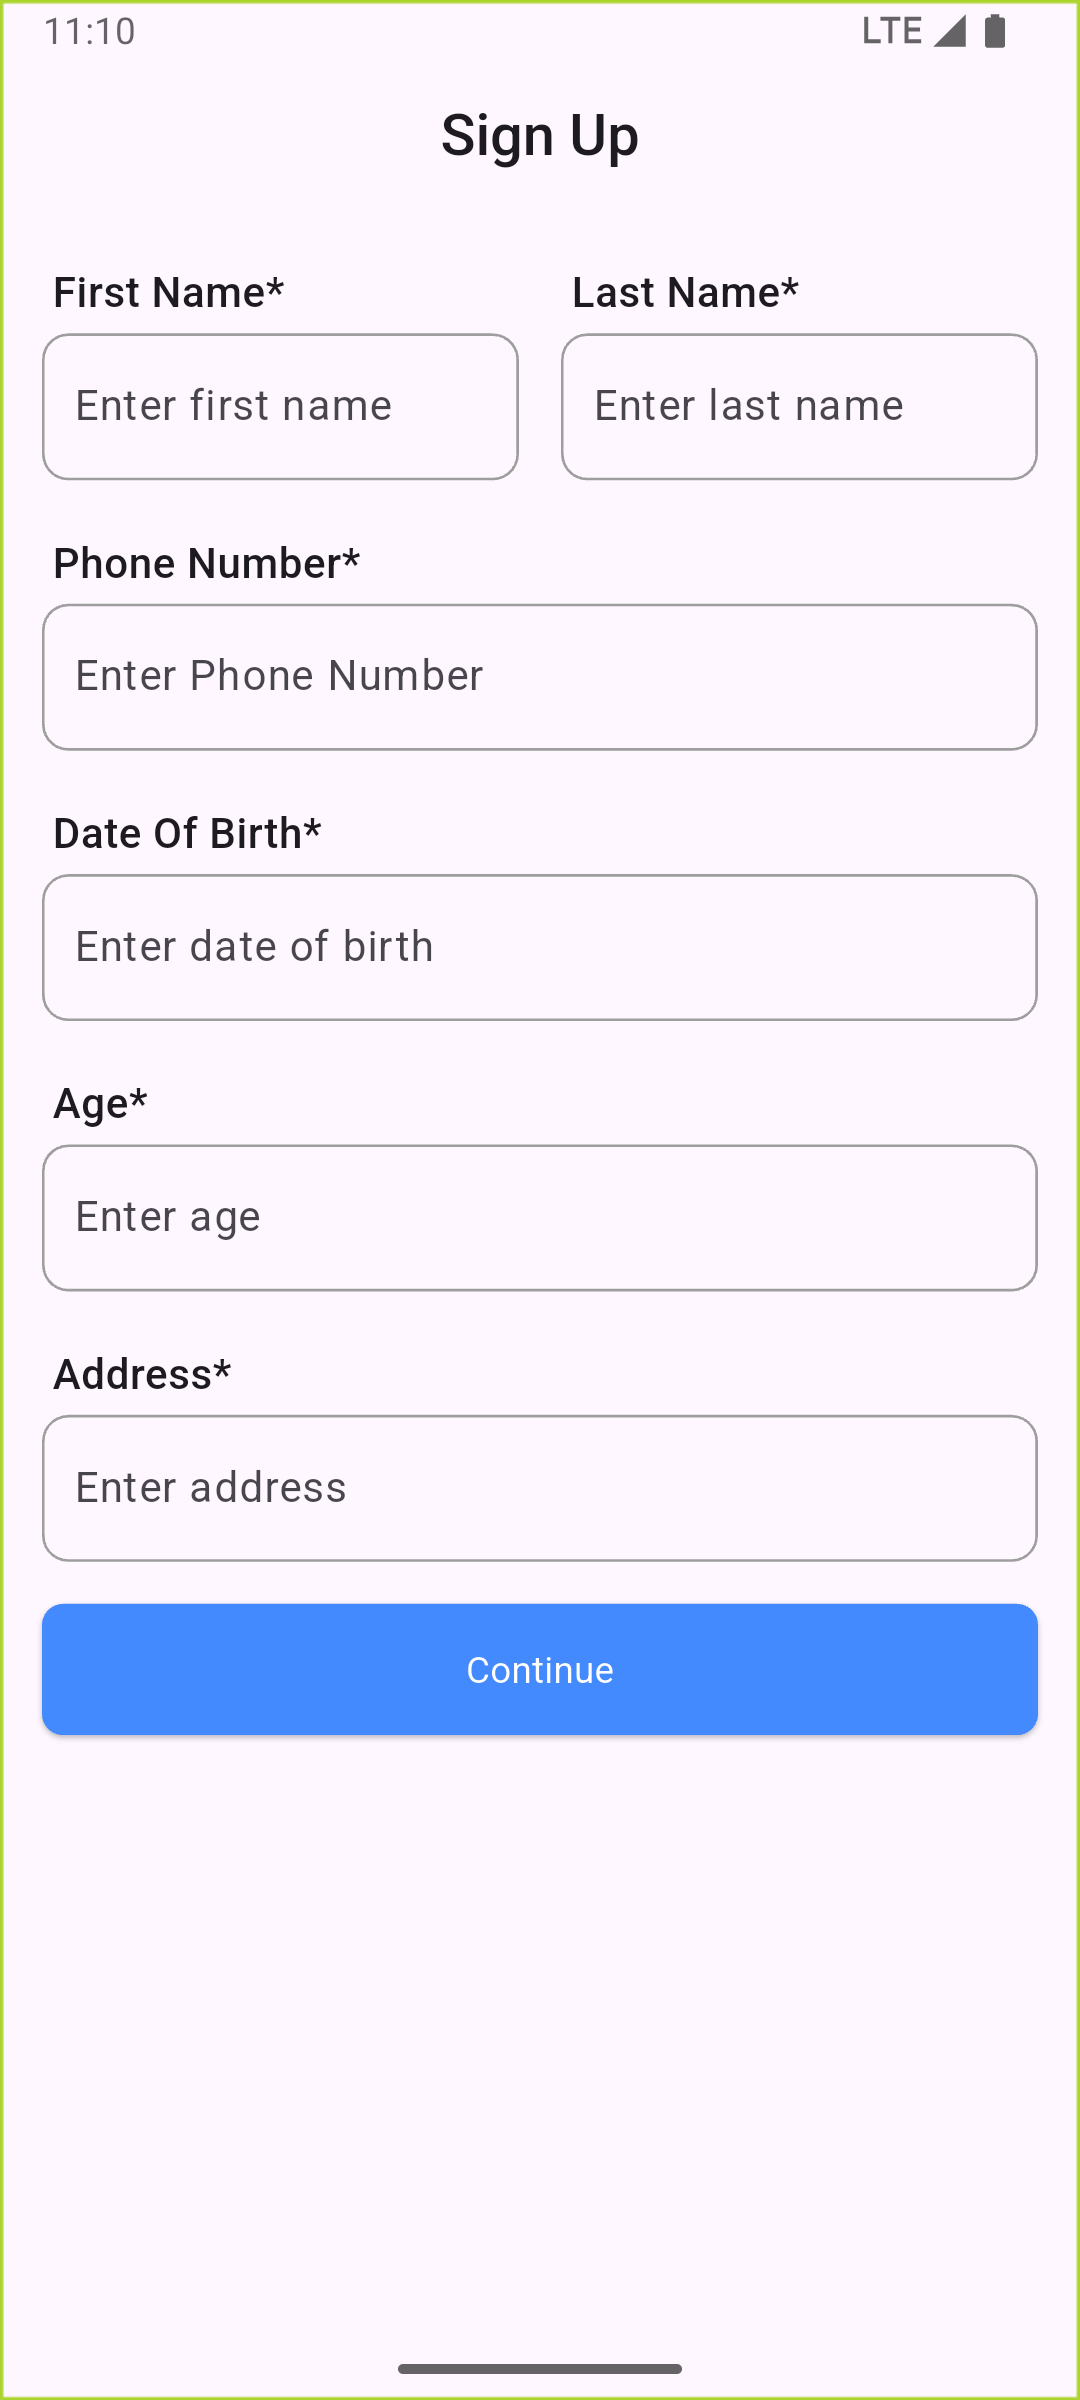 11:10 LTE
Sign Up
First Name* Last Name*
Enter first name Enter last name
Phone Number*
Enter Phone Number
Date Of Birth*
Enter date of birth
Age*
Enter age
Address*
Enter address
Continue